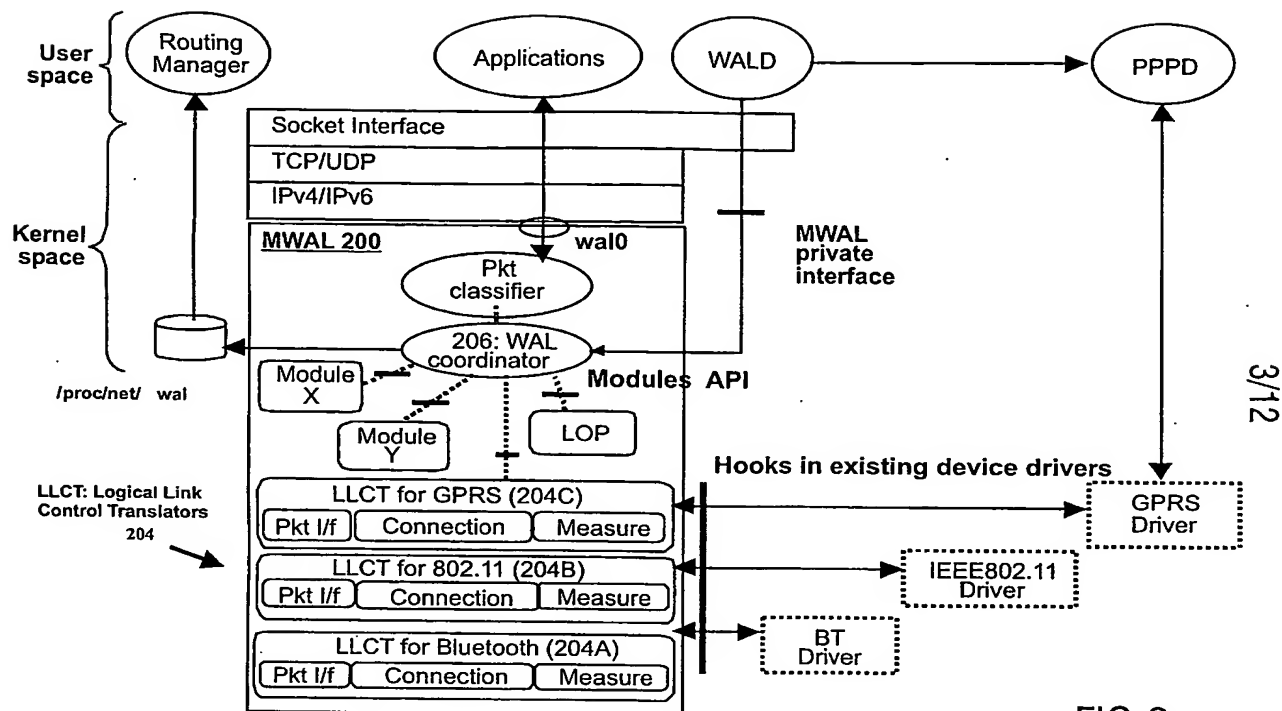 User
space
Routing
Manager
Applications
WALD
PPPD
Socket Interface
TCP/UDP
IPv4/IPv6
Kernel
space
MWAL 200
wal0
MWAL
private
interface
Pkt
classifier
206: WAL
coordinator
/proc/net/ wal
Module
X
Modules API
Module
Y
LOP
3/12
Hooks in existing device drivers
LLCT: Logical Link
Control Translators
204
LLCT for GPRS (204C)
Pkt I/f
Connection
Measure
GPRS
Driver
LLCT for 802.11 (204B)
Pkt I/f
Connection
Measure
IEEE802.11
Driver
LLCT for Bluetooth (204A)
Pkt I/f
Connection
Measure
BT
Driver